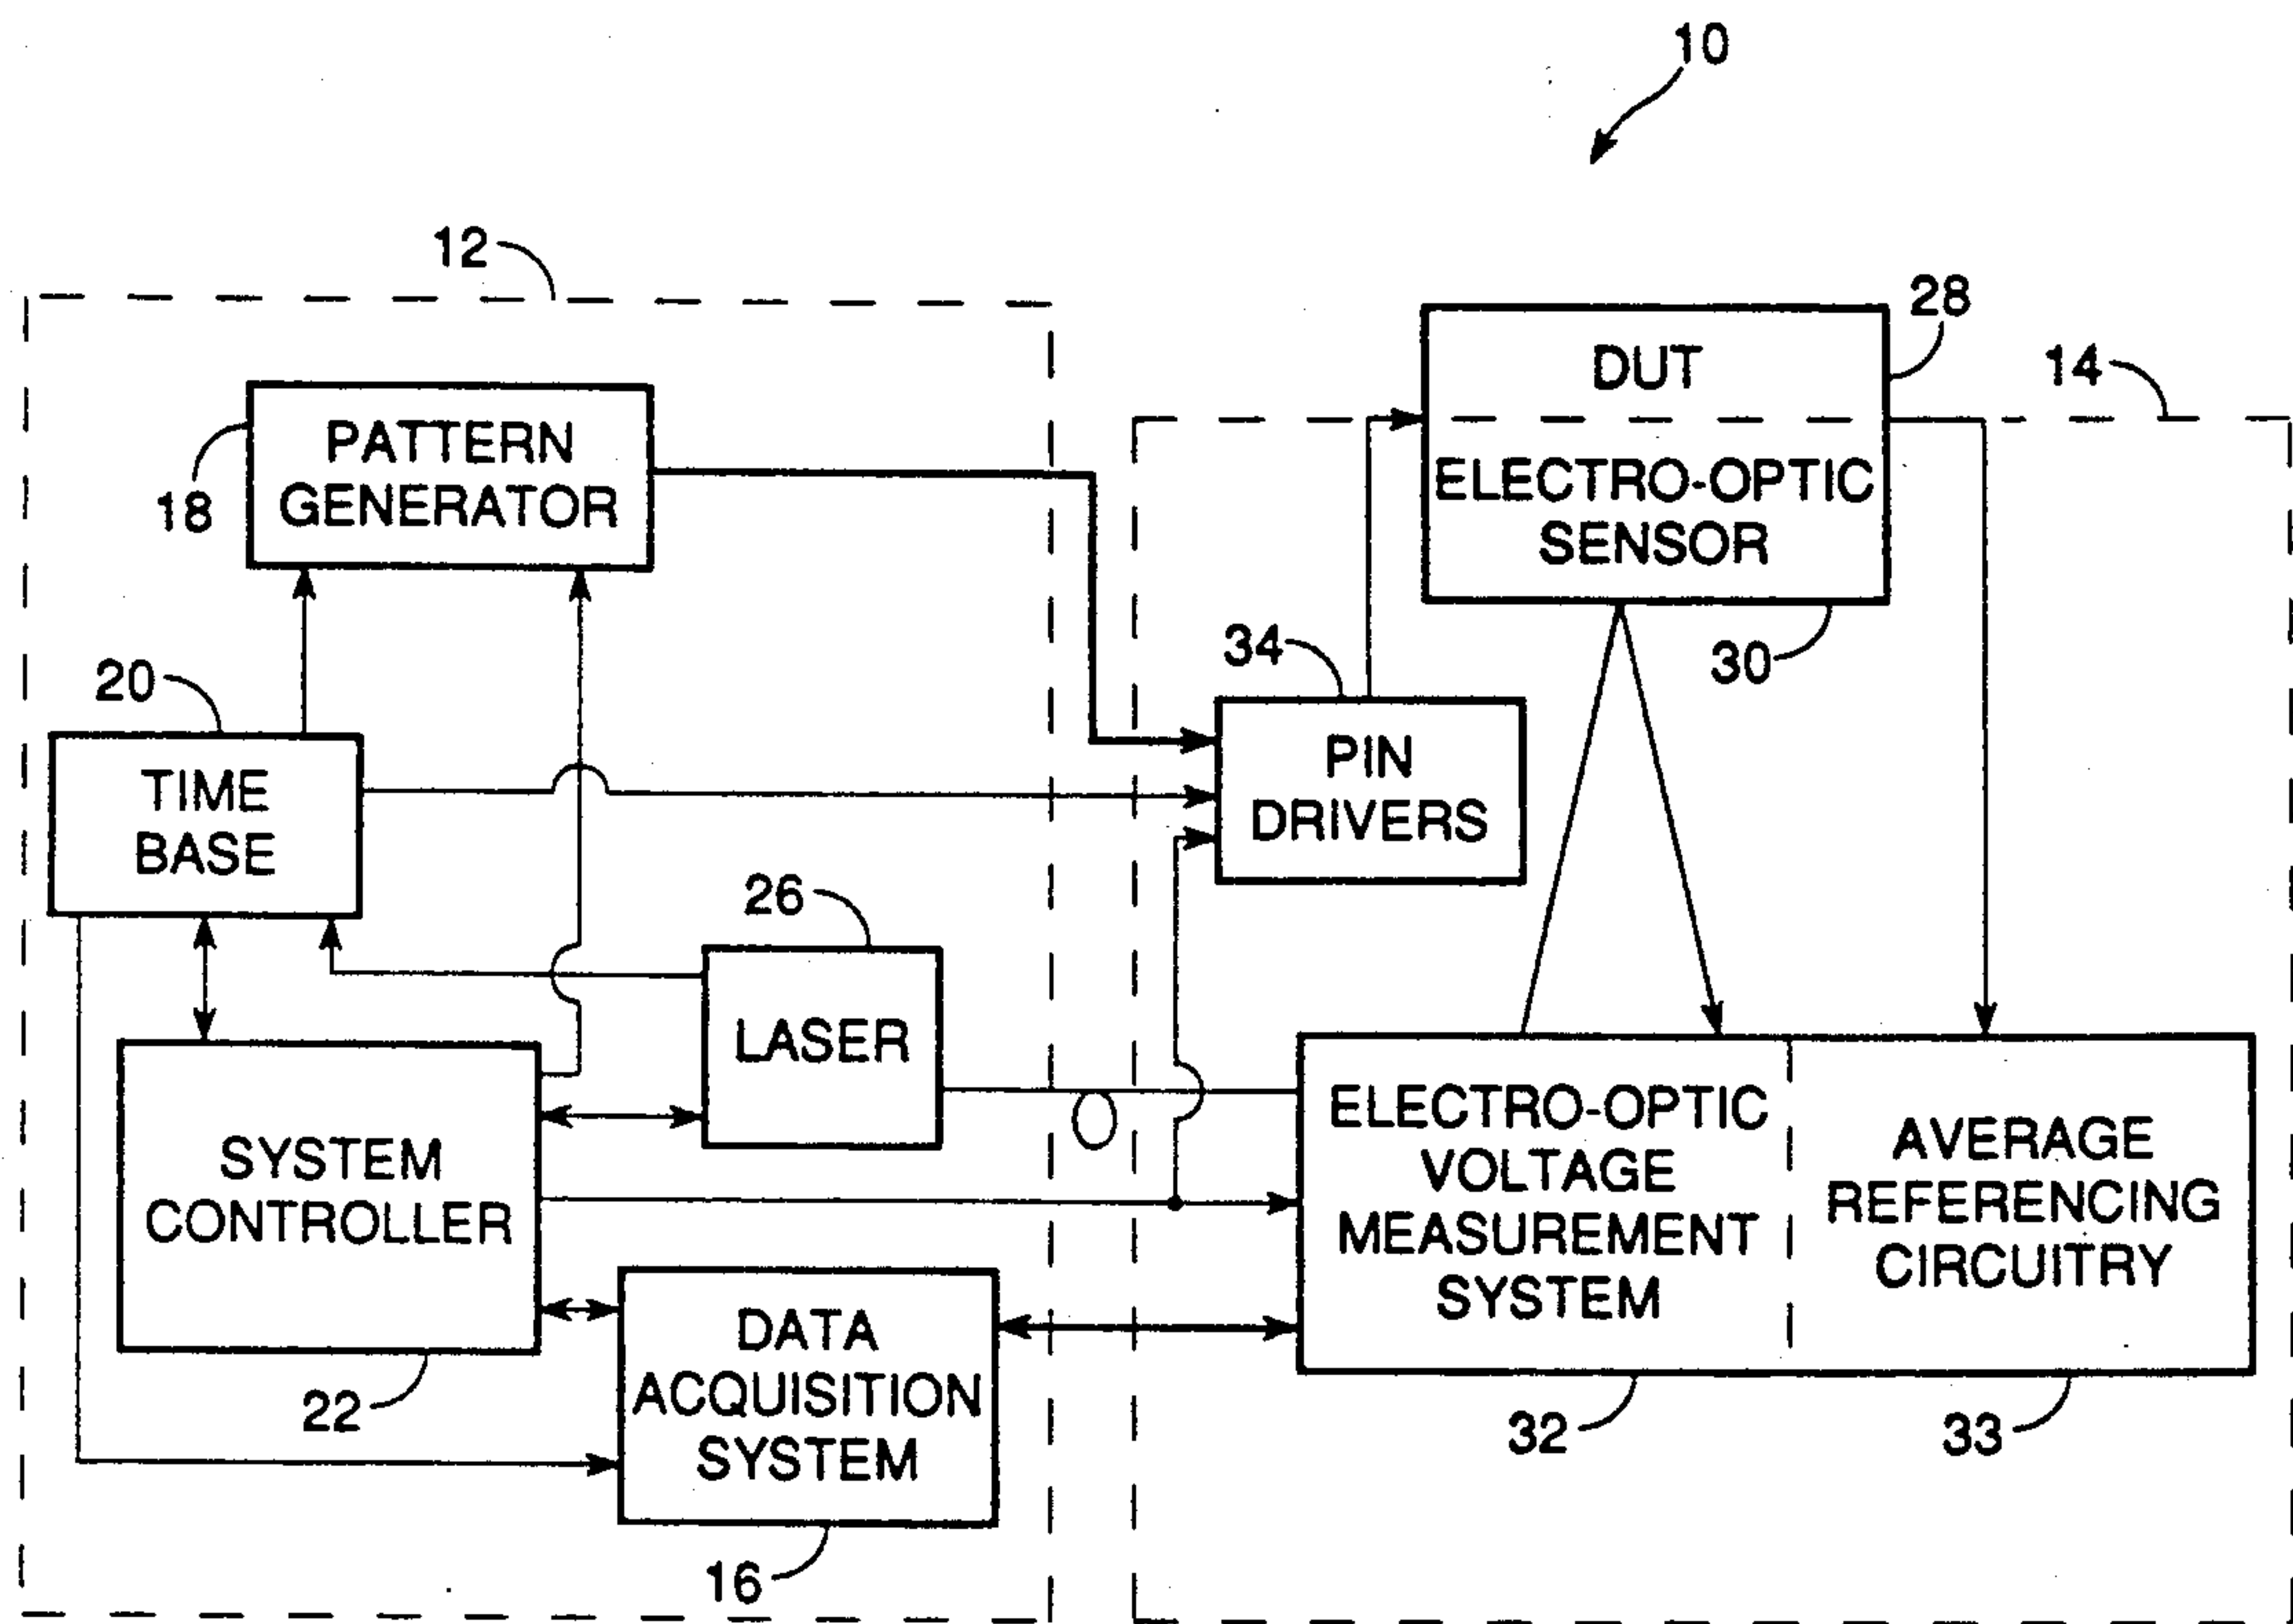 10
12
28
DUT
14
PATTERN
GENERATOR
18
ELECTRO-OPTIC
SENSOR
30
34
20
TIME
BASE
PIN
DRIVERS
26
LASER
SYSTEM
CONTROLLER
22
ELECTRO-OPTIC
VOLTAGE
MEASUREMENT
SYSTEM
32
AVERAGE
REFERENCING
CIRCUITRY
33
DATA
ACQUISITION
SYSTEM
16